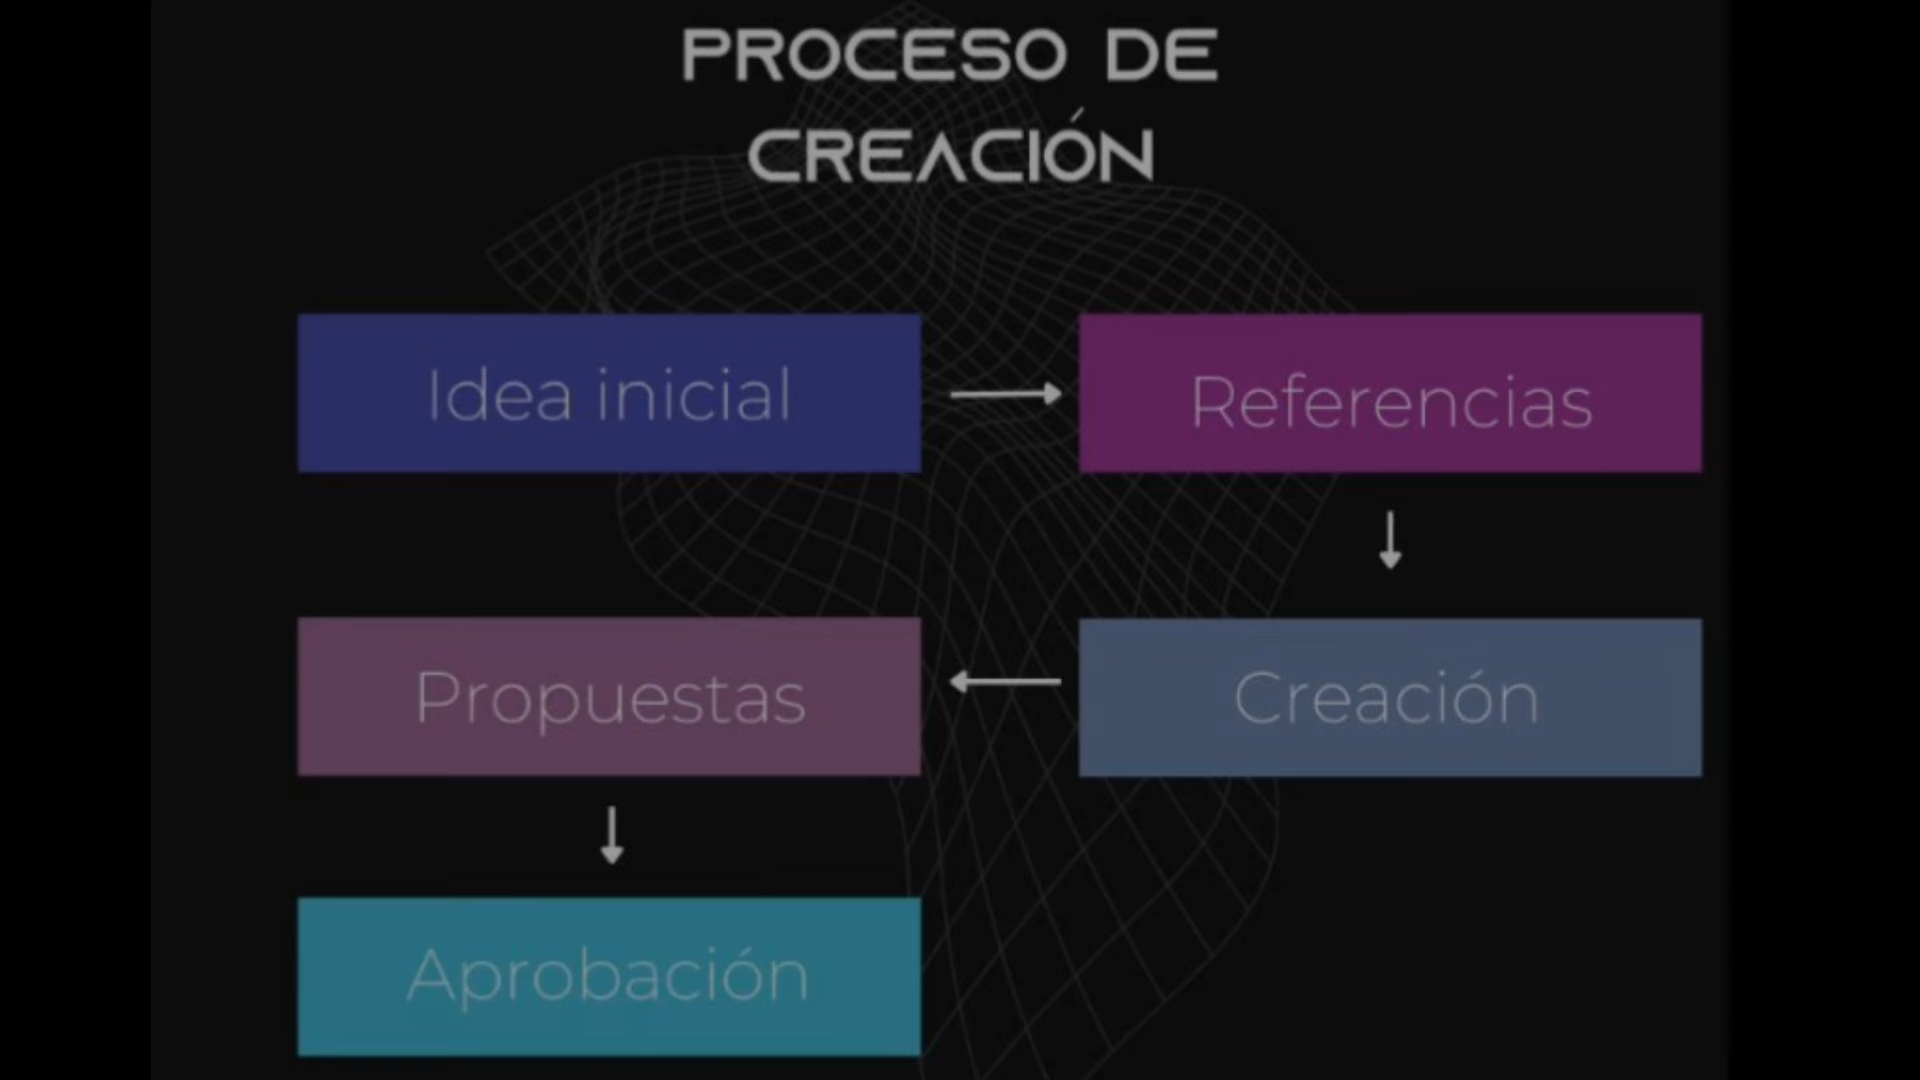 PROCESO DE
CREACIÓN
Idea inicial
Referencias
Creación
Propuestas
Aprobación